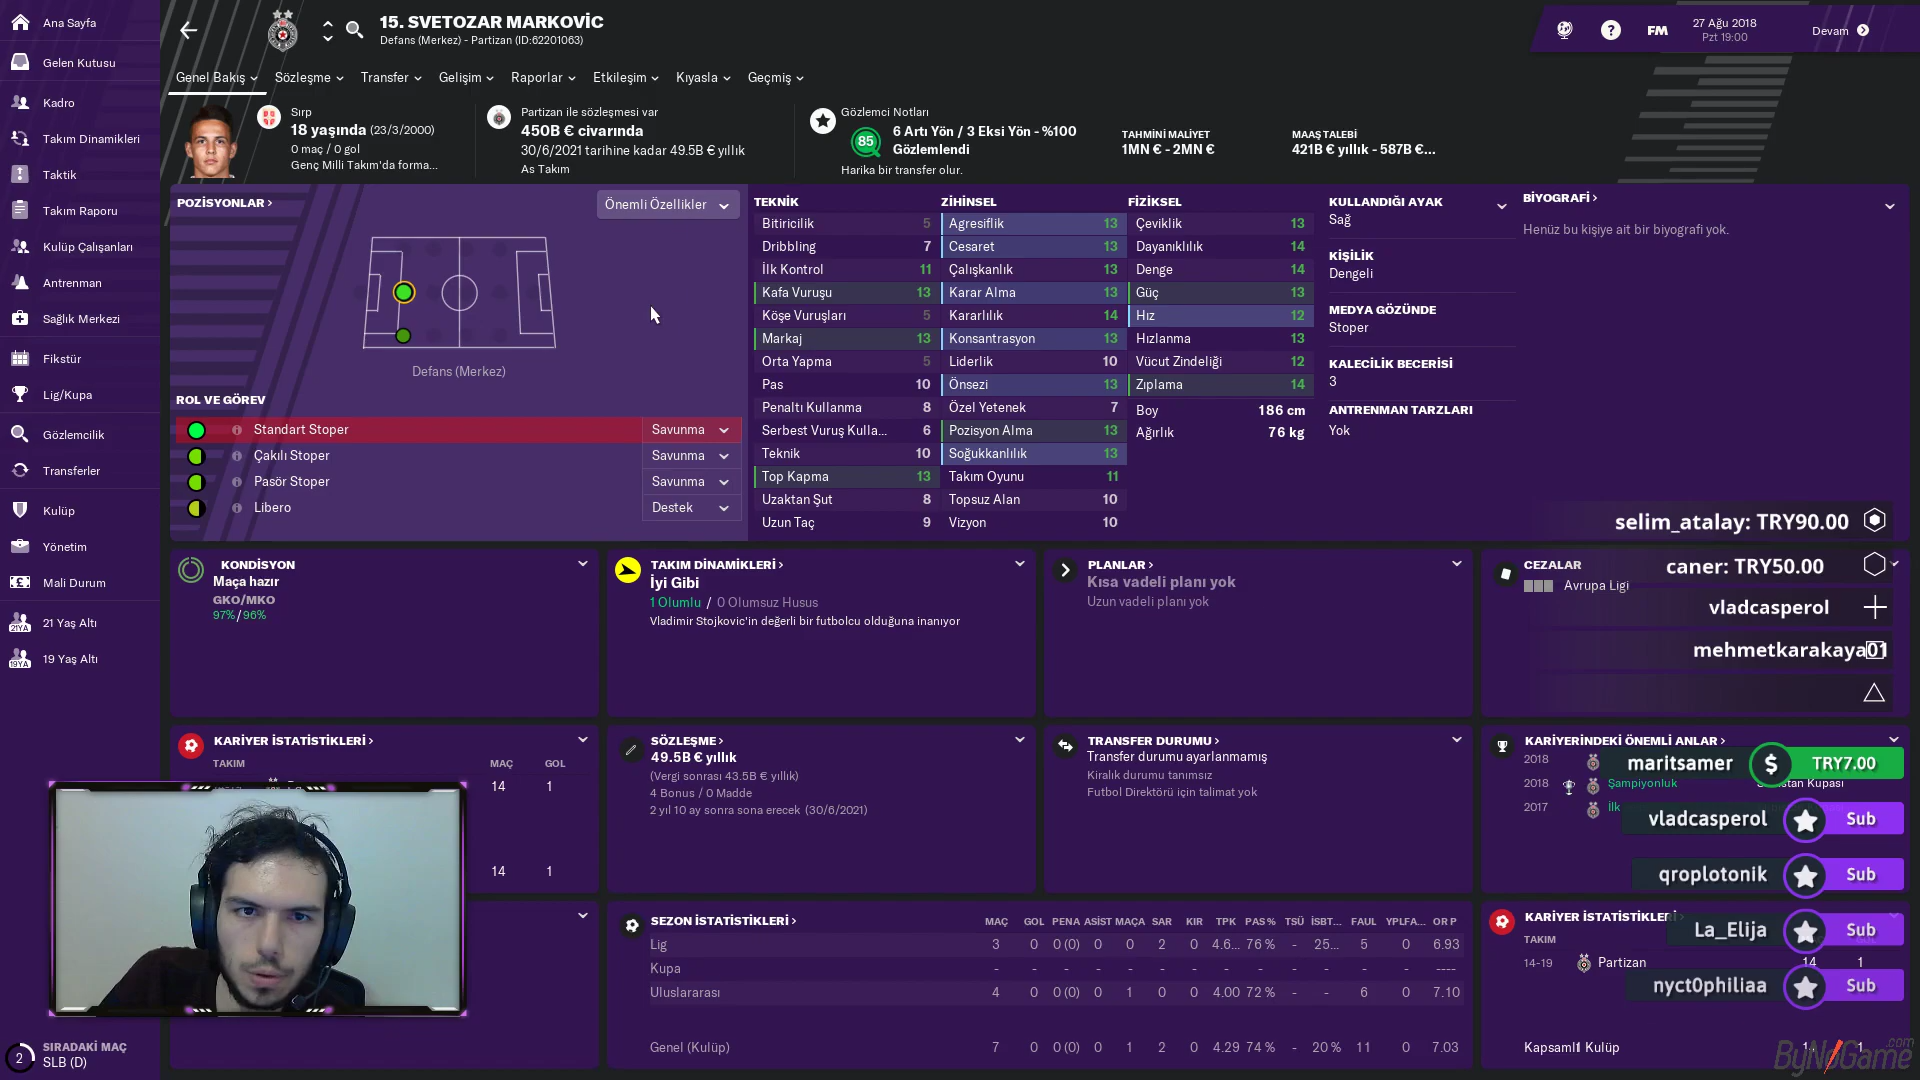 Ana Sayfa
Gelen Kutusu
Kadro
Takım Dinamikleri
Taktik
Takım Raporu
Kulüp Çalışanları
Antrenman
Sağlık Merkezi
Fikstür
Lig/Kupa
Gözlemcilik
Transferler
Kulüp
Yönetim
Mali Durum
21YA
21 Yaş Altı
19YA
19 Yaş Altı
2
SIRADAKİ MAÇ
SLB (D)
15. SVETOZAR MARKOVİC
Defans (Merkez) - Partizan (ID:62201063)
FM
27 Ağu 2018
Pzt 19:00
Devam
Genel Bakış
Sözleşme
Transfer
Gelişim
Raporlar
Etkileşim
Kıyasla
Geçmiş
Sırp
18 yaşında (23/3/2000)
0 maç / 0 gol
Genç Milli Takım'da forma...
Partizan ile sözleşmesi var
450B € civarında
30/6/2021 tarihine kadar 49.5B € yıllık
As Takım
Gözlemci Notları
85
6 Artı Yön / 3 Eksi Yön - %100
Gözlemlendi
Harika bir transfer olur.
TAHMİNİ MALİYET
1MN € - 2MN €
MAAŞ TALEBİ
421B € yıllık - 587B €...
POZİSYONLAR
Önemli Özellikler
Defans (Merkez)
ROL VE GÖREV
Standart Stoper Savunma
Çakılı Stoper Savunma
Pasör Stoper Savunma
Libero Destek
TEKNİK
Bitiricilik 5
Dribbling 7
İlk Kontrol 11
Kafa Vuruşu 13
Köşe Vuruşları 5
Markaj 13
Orta Yapma 5
Pas 10
Penaltı Kullanma 8
Serbest Vuruş Kulla... 6
Teknik 10
Top Kapma 13
Uzaktan Şut 8
Uzun Taç 9
ZİHİNSEL
Agresiflik 13
Cesaret 13
Çalışkanlık 13
Karar Alma 13
Kararlılık 14
Konsantrasyon 13
Liderlik 10
Önsezi 13
Özel Yetenek 7
Pozisyon Alma 13
Soğukkanlılık 13
Takım Oyunu 11
Topsuz Alan 10
Vizyon 10
FİZİKSEL
Çeviklik 13
Dayanıklılık 14
Denge 14
Güç 13
Hız 12
Hızlanma 13
Vücut Zindeliği 12
Zıplama 14
Boy 186 cm
Ağırlık 76 kg
KULLANDIĞI AYAK
Sağ
KİŞİLİK
Dengeli
MEDYA GÖZÜNDE
Stoper
KALECİLİK BECERİSİ
3
ANTRENMAN TARZLARI
Yok
BİYOGRAFİ
Henüz bu kişiye ait bir biyografi yok.
selim_atalay: TRY90.00
caner: TRY50.00
vladcasperol
mehmetkarakaya01
KONDİSYON
Maça hazır
GKO/MKO
97% / 96%
TAKIM DİNAMİKLERİ
İyi Gibi
1 Olumlu / 0 Olumsuz Husus
Vladimir Stojkovic'in değerli bir futbolcu olduğuna inanıyor
PLANLAR
Kısa vadeli planı yok
Uzun vadeli planı yok
CEZALAR
Avrupa Ligi
KARİYER İSTATİSTİKLERİ
TAKIM MAÇ GOL
14 1
14 1
SÖZLEŞME
49.5B € yıllık
(Vergi sonrası 43.5B € yıllık)
4 Bonus / 0 Madde
2 yıl 10 ay sonra sona erecek (30/6/2021)
TRANSFER DURUMU
Transfer durumu ayarlanmamış
Kiralık durumu tanımsız
Futbol Direktörü için talimat yok
KARİYERİNDEKİ ÖNEMLİ ANLAR
2018
2018 Şampiyonluk
2017 İlk
maritsamer $ TRY7.00
vladcasperol Sub
qroplotonik Sub
La_Elija Sub
nyct0philiaa Sub
SEZON İSTATİSTİKLERİ MAÇ GOL PENA ASİST MAÇA SAR KIR TPK PAS % TSÜ İSBT... FAUL YPLFA... OR P
Lig 3 0 0 (0) 0 0 2 0 4.6... 76 % - 25... 5 0 6.93
Kupa - - - - - - - - - - - - - ----
Uluslararası 4 0 0 (0) 0 1 0 0 4.00 72 % - - 6 0 7.10
Genel (Kulüp) 7 0 0 (0) 0 1 2 0 4.29 74 % - 20 % 11 0 7.03
KARİYER İSTATİSTİKLERİ
TAKIM
14-19 Partizan 14 1
Kapsamlı Kulüp 1
ByNoGame.com